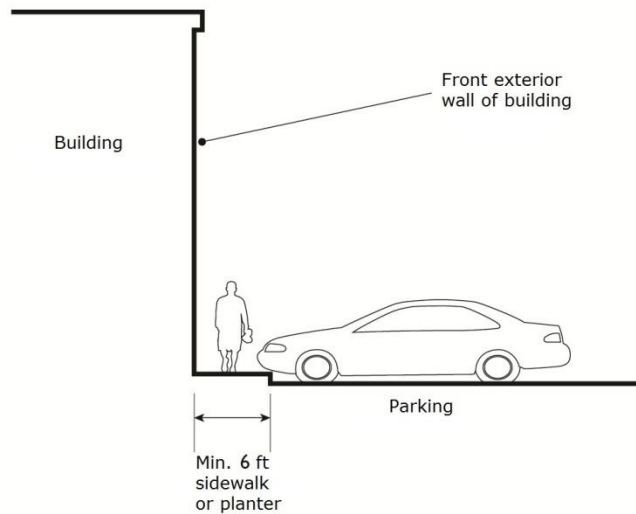 Front exterior
wall of building
Building
Parking
Min. 6 ft
sidewalk
or planter